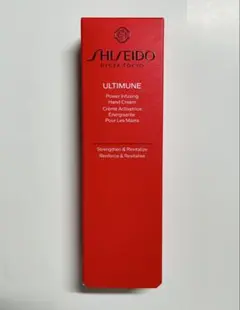 SHISEIDO
GINZA TOKYO
ULTIMUNE
Power Infusing
Hand Cream
Crème Activatrice
Énergisante
Pour Les Mains
Strengthen & Revitalize
Renforce & Revitalise